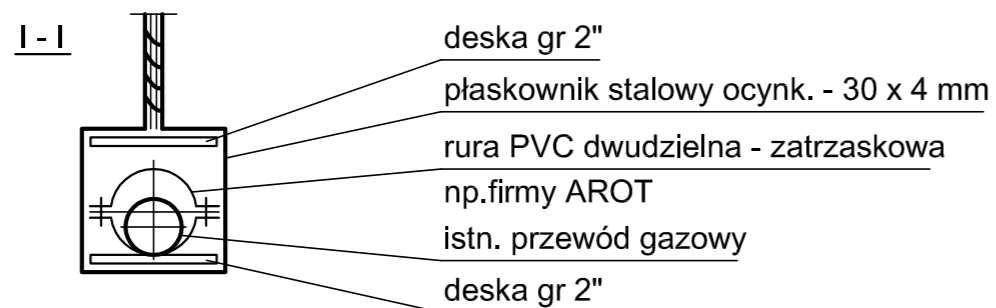 I - I
deska gr 2"
płaskownik stalowy ocynk. - 30 x 4 mm
rura PVC dwudzielna - zatrzaskowa
np.firmy AROT
istn. przewód gazowy
deska gr 2"